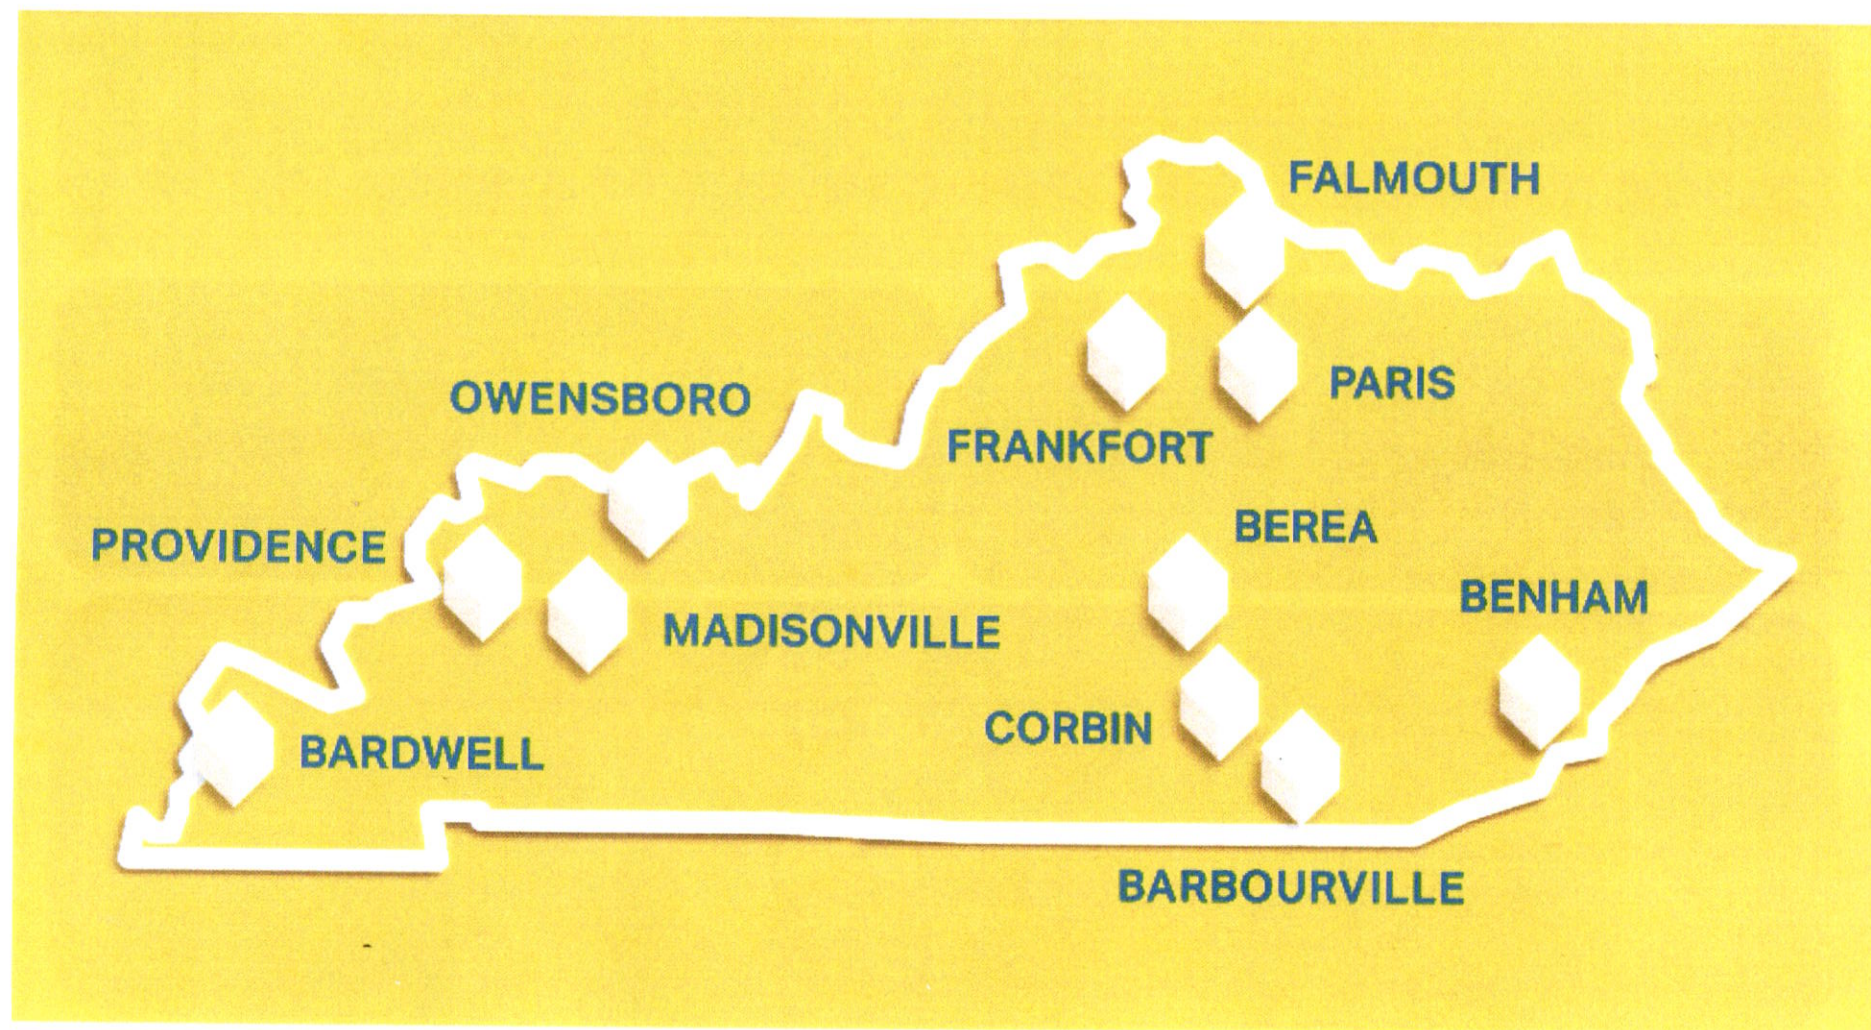 FALMOUTH
PARIS
OWENSBORO
FRANKFORT
BEREA
PROVIDENCE
BENHAM
MADISONVILLE
CORBIN
BARDWELL
BARBOURVILLE